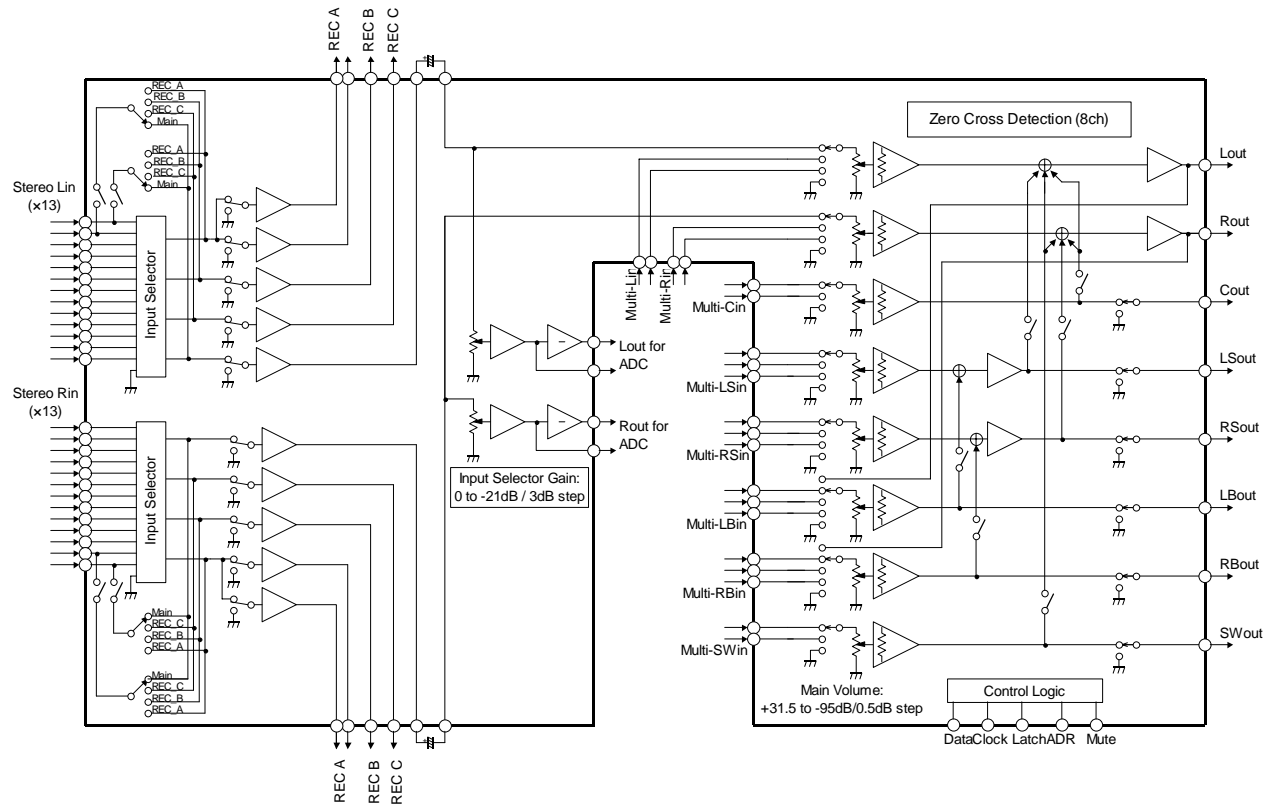 REC A
REC B
REC C
REC_A
REC_B
REC_C
Main
REC_A
REC_B
REC_C
Main
Stereo Lin
(×13)
Input Selector
Stereo Rin
(×13)
Input Selector
Main
REC_C
REC_B
REC_A
Main
REC_C
REC_B
REC_A
REC A
REC B
REC C
+
+
Lout for
ADC
Rout for
ADC
Input Selector Gain:
0 to -21dB / 3dB step
Multi-Lin
Multi-Rin
Multi-Cin
Multi-LSin
Multi-RSin
Multi-LBin
Multi-RBin
Multi-SWin
Zero Cross Detection (8ch)
Lout
Rout
Cout
LSout
RSout
LBout
RBout
SWout
Main Volume:
+31.5 to -95dB/0.5dB step
Control Logic
Data Clock Latch ADR Mute